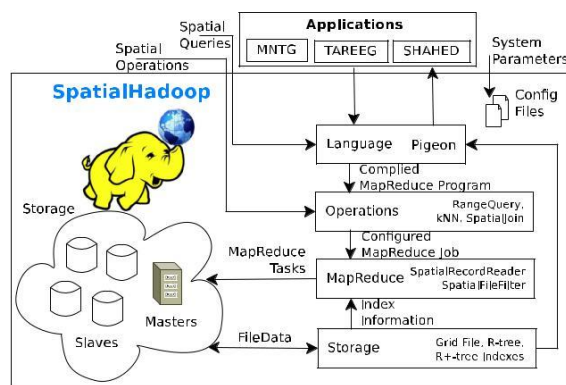 Applications
MNTG TAREEG SHAHED
Spatial
Queries
Spatial
Operations
System
Parameters
Config
Files
SpatialHadoop
Language Pigeon
Complied
MapReduce Program
Operations
RangeQuery,
kNN, SpatialJoin
Configured
MapReduce Job
MapReduce
SpatialRecordReader
SpatialFileFilter
MapReduce
Tasks
Index
Information
Storage
Masters
Slaves
FileData
Storage
Grid File, R-tree,
R+-tree Indexes